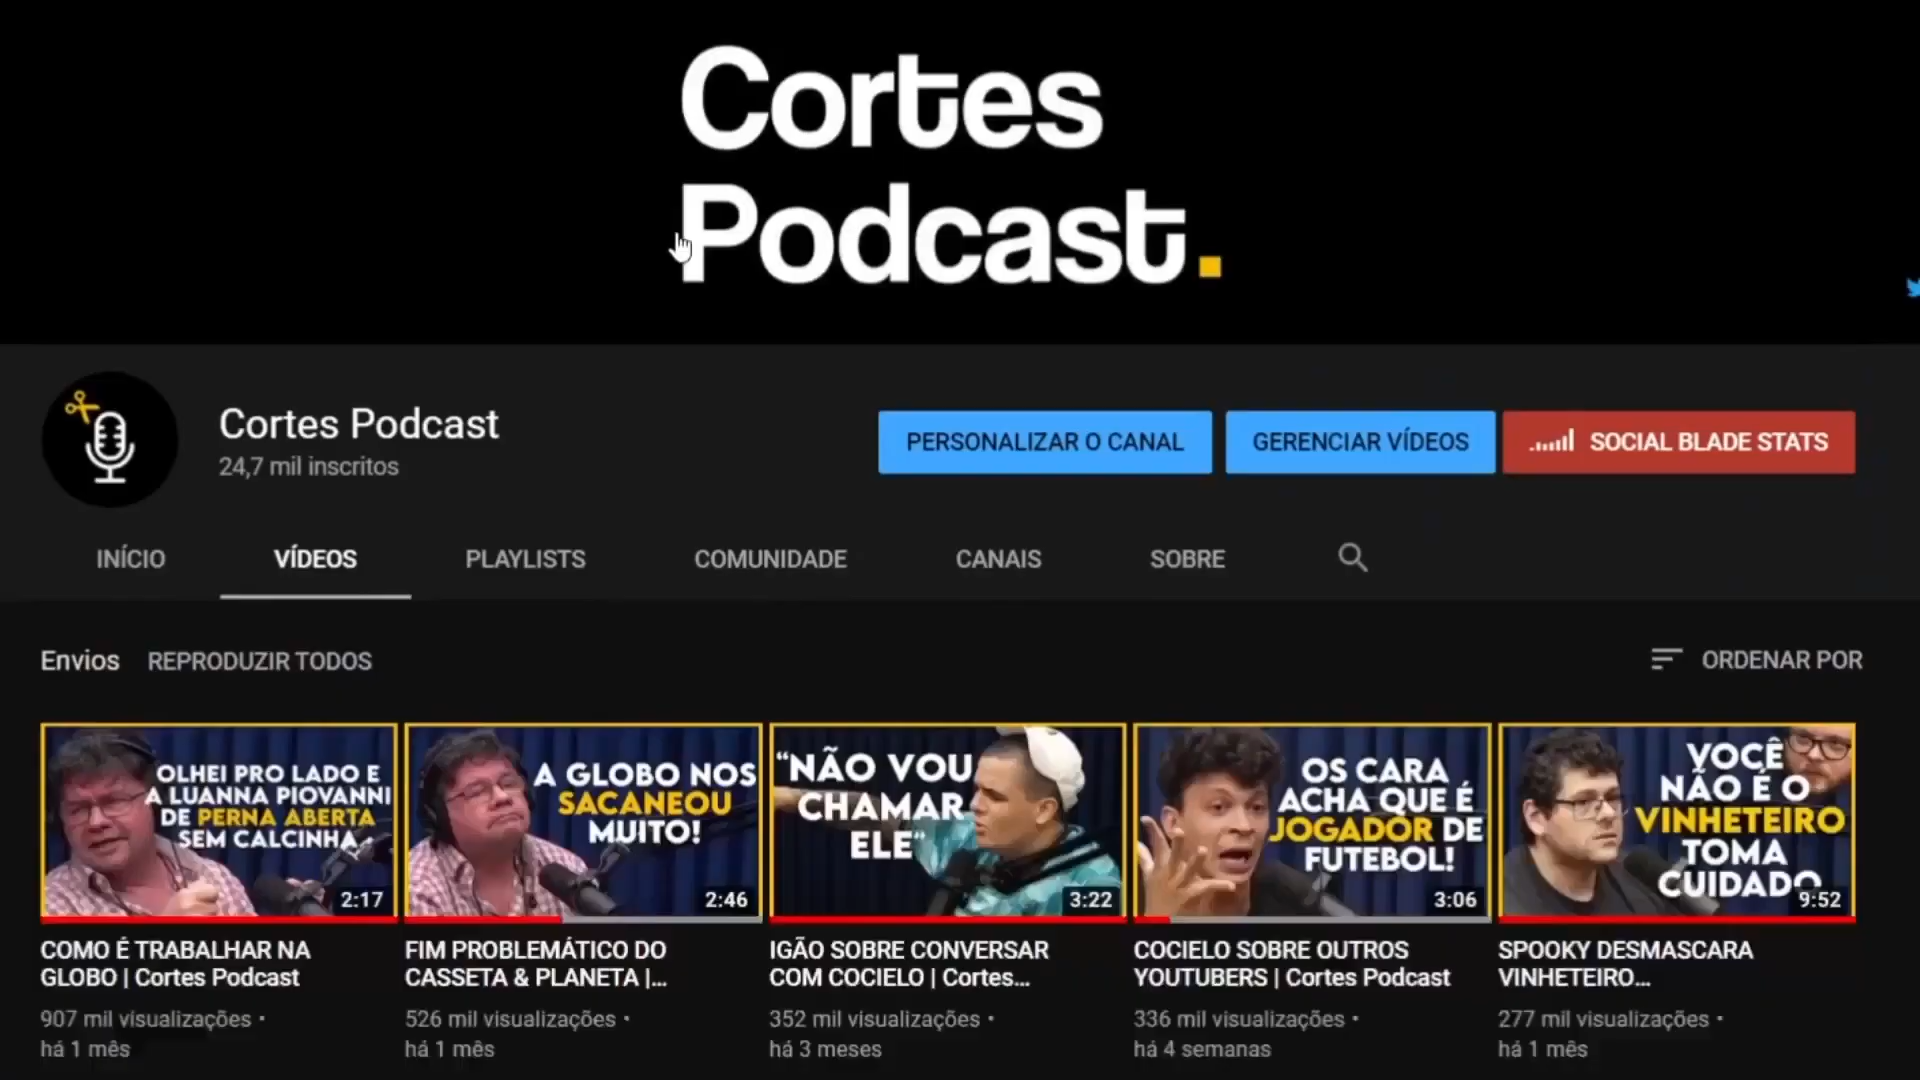 Cortes
Podcast.
Cortes Podcast
24,7 mil inscritos
PERSONALIZAR O CANAL
GERENCIAR VÍDEOS
SOCIAL BLADE STATS
INÍCIO
VÍDEOS
PLAYLISTS
COMUNIDADE
CANAIS
SOBRE
Envios
REPRODUZIR TODOS
ORDENAR POR
OLHEI PRO LADO E
A LUANNA PIOVANNI
DE PERNA ABERTA
SEM CALCINHA
2:17
A GLOBO NOS
SACANEOU
MUITO!
2:46
“NÃO VOU
CHAMAR
ELE”
3:22
OS CARA
ACHA QUE É
JOGADOR DE
FUTEBOL!
3:06
VOCÊ
NÃO É O
VINHETEIRO
TOMA
CUIDADO
9:52
COMO É TRABALHAR NA
GLOBO | Cortes Podcast
907 mil visualizações •
há 1 mês
FIM PROBLEMÁTICO DO
CASSETA & PLANETA |...
526 mil visualizações •
há 1 mês
IGÃO SOBRE CONVERSAR
COM COCIELO | Cortes...
352 mil visualizações •
há 3 meses
COCIELO SOBRE OUTROS
YOUTUBERS | Cortes Podcast
336 mil visualizações •
há 4 semanas
SPOOKY DESMASCARA
VINHETEIRO...
277 mil visualizações •
há 1 mês